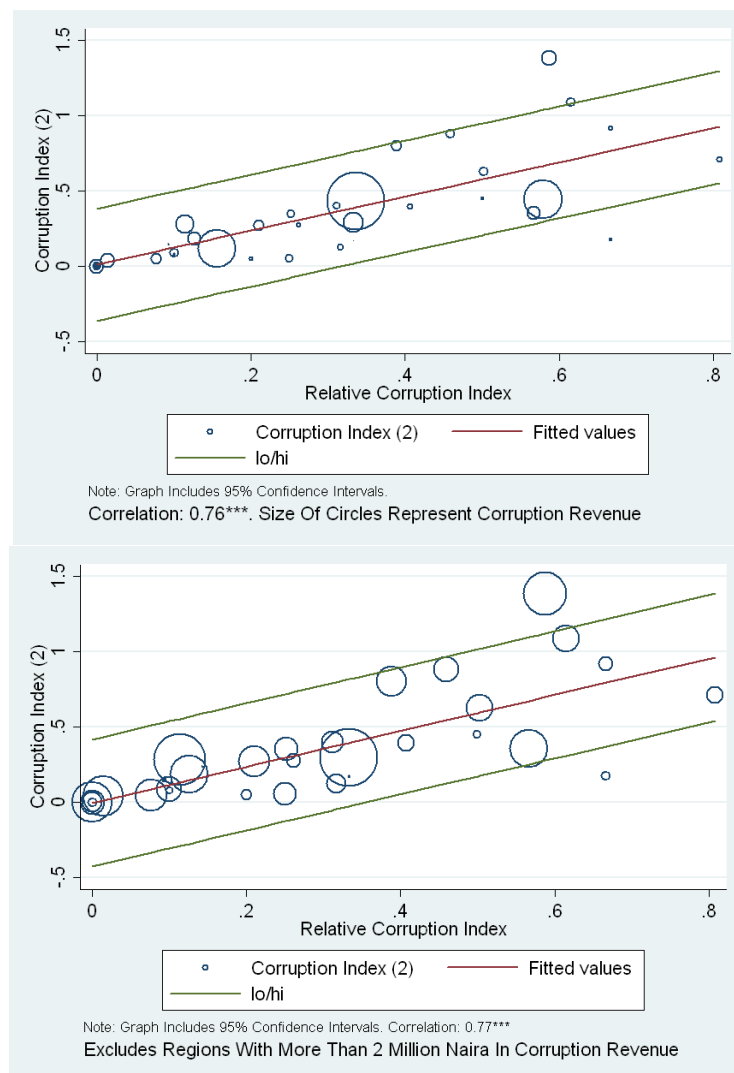 1.5
1
.5
0
-.5
Corruption Index (2)
0 .2 .4 .6 .8
Relative Corruption Index
Corruption Index (2) Fitted values
lo/hi
Note: Graph Includes 95% Confidence Intervals.
Correlation: 0.76***. Size Of Circles Represent Corruption Revenue
1.5
1
.5
0
-.5
Corruption Index (2)
0 .2 .4 .6 .8
Relative Corruption Index
Corruption Index (2) Fitted values
lo/hi
Note: Graph Includes 95% Confidence Intervals. Correlation: 0.77***
Excludes Regions With More Than 2 Million Naira In Corruption Revenue